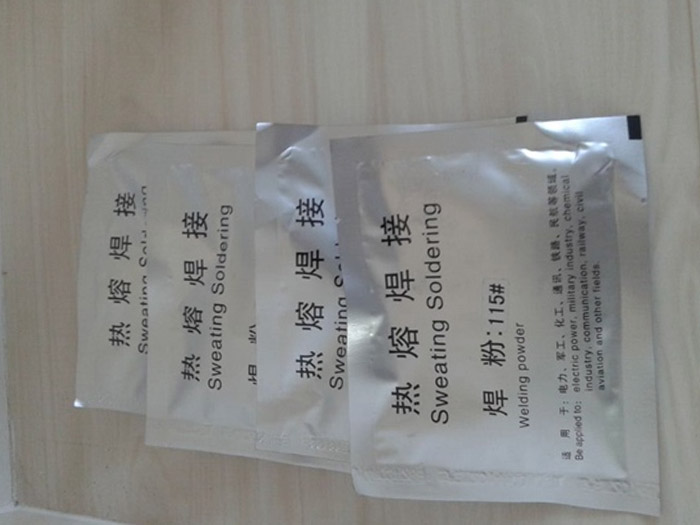 热熔焊接
Sweating Soldering
热熔焊接
Sweating Soldering
焊粉
热熔焊接
Sweating
热熔焊接
Sweating Soldering
焊粉:115#
Welding powder
适用于:电力、军工、化工、通讯、铁路、民航等领域。
Be applied to: electric power, military industry, chemical
industry, communication, railway, civil
aviation and other fields.